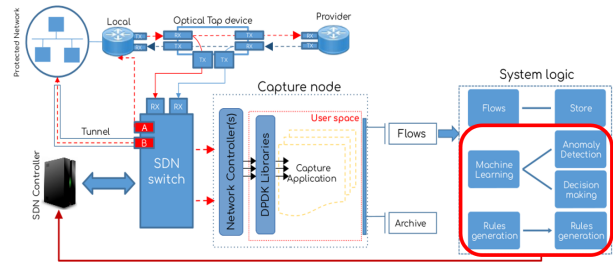 Local
Optical Tap device
Provider
Protected Network
RX
TX
RX
TX
RX
TX
TX
RX
TX
RX
TX
TX
Capture node
System logic
RX
RX
User space
A
B
Tunnel
SDN
switch
SDN Controller
Network Controller(s)
DPDK Libraries
Capture
Application
Flows
Archive
Flows
Store
Machine
Learning
Anomaly
Detection
Decision
making
Rules
generation
Rules
generation